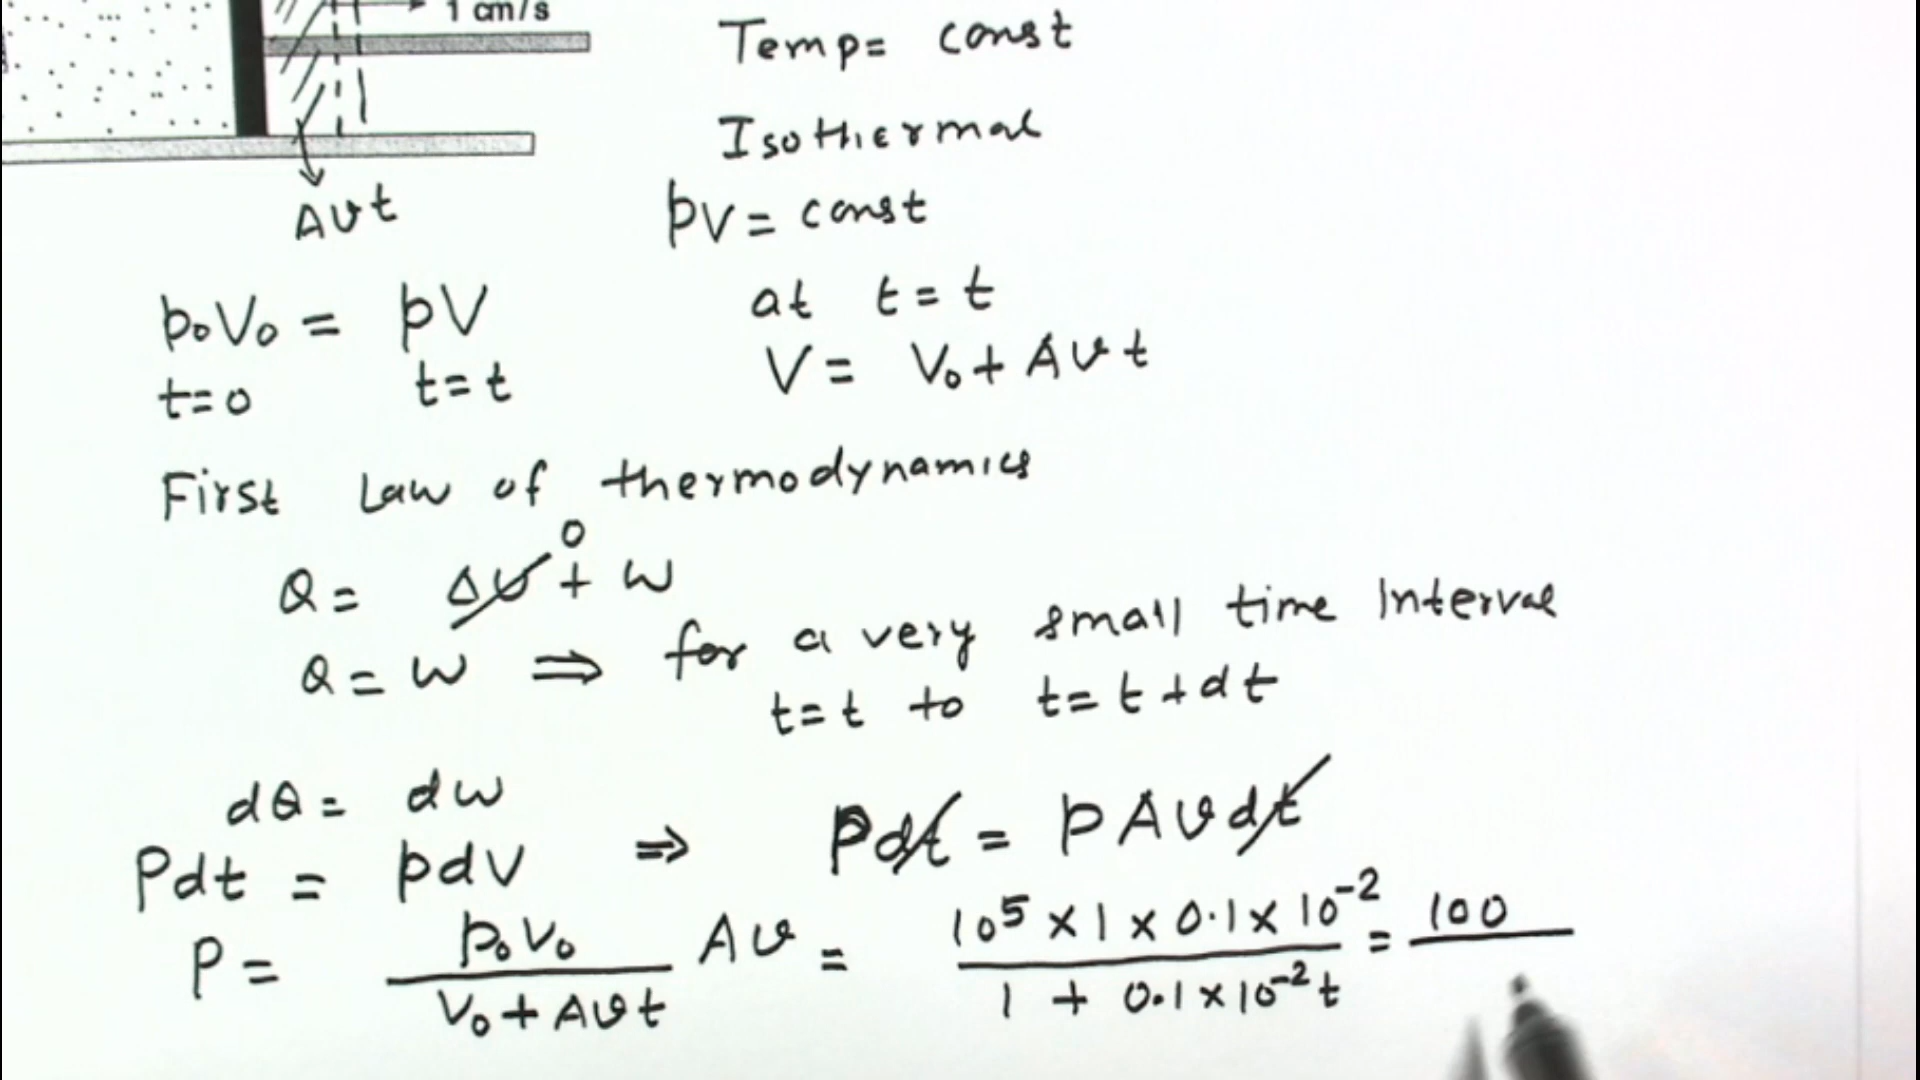 1 cm/s
Temp= const
Isothermal
Avt
pV= const
p₀V₀ = pV
at t=t
t=0 t=t
V= V₀+Avt
First Law of thermodynamics
0
Q= ΔU+W
Q=W ⇒ for a very small time Interval
t=t to t=t+dt
dQ= dw
Pdt = pdV ⇒ Pdt = pAvdt
P= p₀V₀/(V₀+Avt) Av = (10⁵×1×0.1×10⁻²)/(1+0.1×10⁻²t) = 100